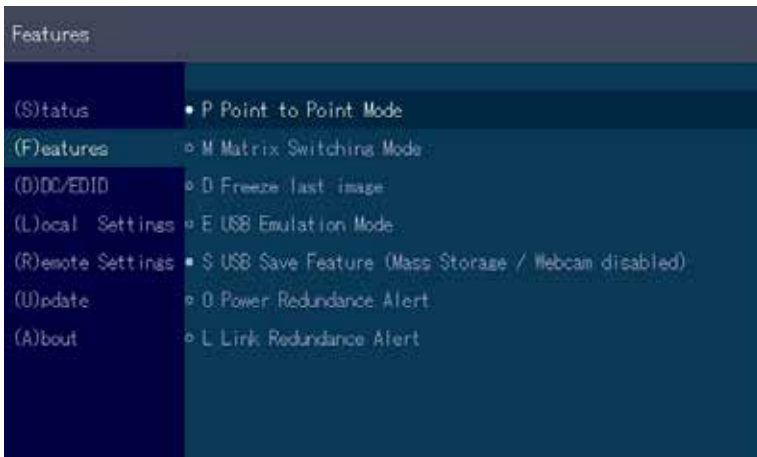 Features
(S)tatus
(F)eatures
(D)DC/EDID
(L)ocal Settings
(R)emote Settings
(U)pdate
(A)bout
P Point to Point Mode
M Matrix Switching Mode
D Freeze last image
E USB Emulation Mode
S USB Save Feature (Mass Storage / Webcam disabled)
O Power Redundance Alert
L Link Redundance Alert